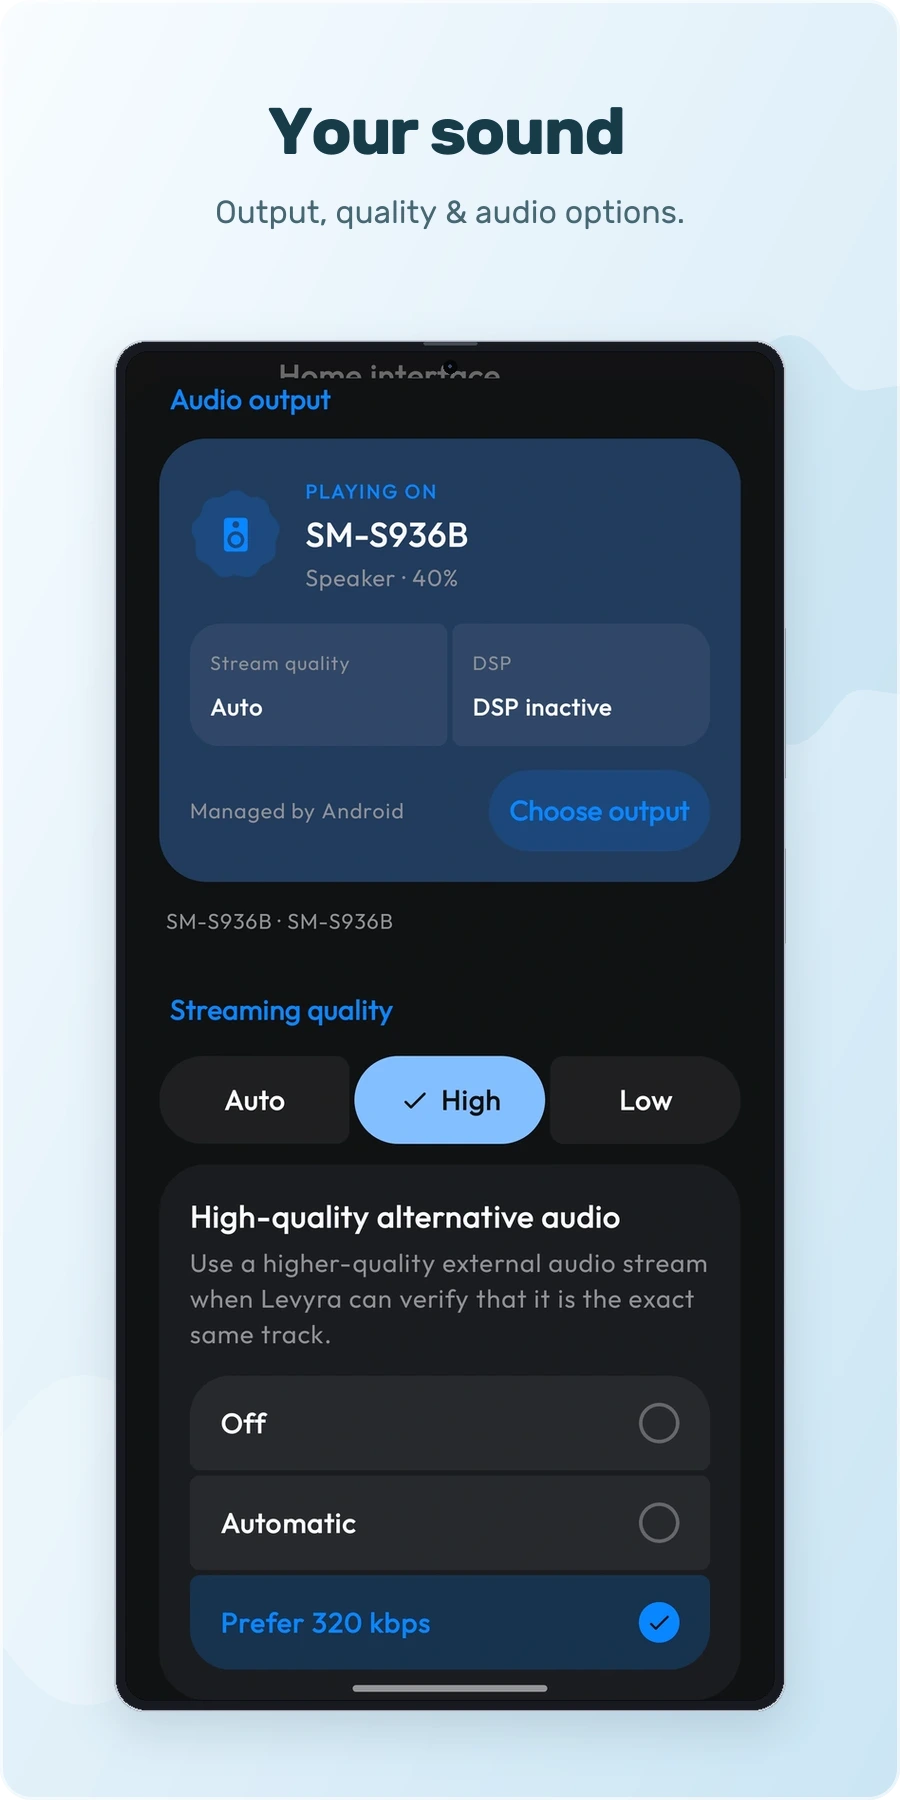 Your sound
Output, quality & audio options.
Home interface
Audio output
PLAYING ON
SM-S936B
Speaker · 40%
Stream quality
Auto
DSP
DSP inactive
Managed by Android
Choose output
SM-S936B · SM-S936B
Streaming quality
Auto
High
Low
High-quality alternative audio
Use a higher-quality external audio stream
when Levyra can verify that it is the exact
same track.
Off
Automatic
Prefer 320 kbps